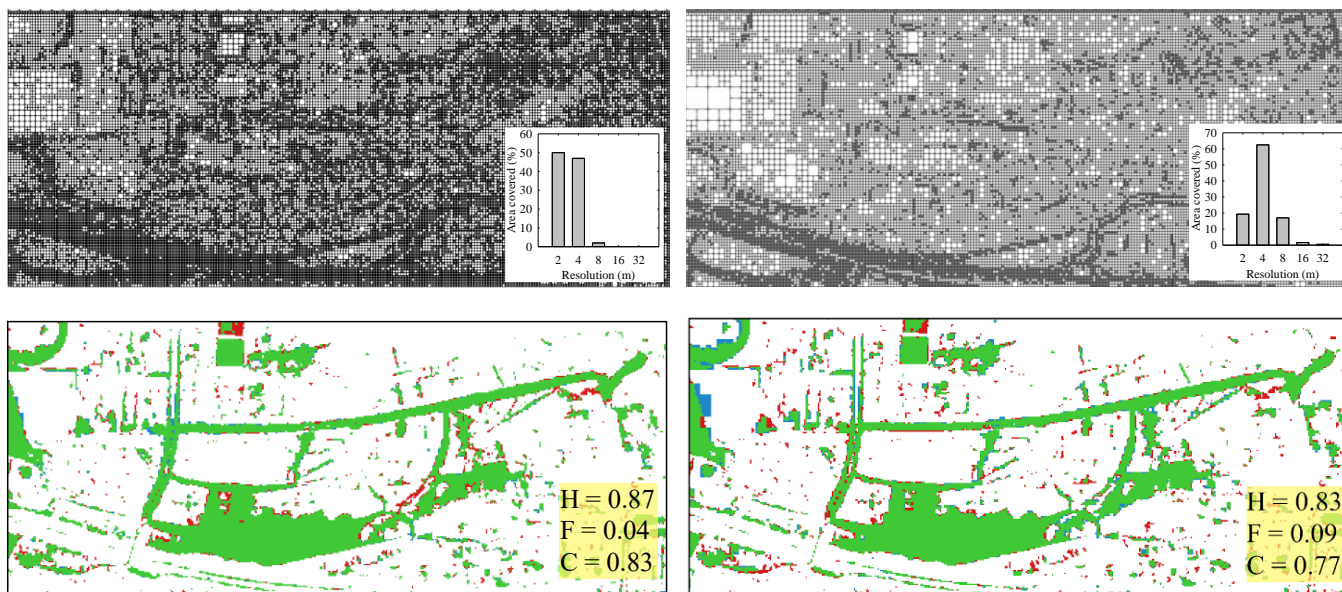 60
50
40
30
20
10
0
Area covered (%)
2 4 8 16 32
Resolution (m)
70
60
50
40
30
20
10
0
Area covered (%)
2 4 8 16 32
Resolution (m)
H = 0.87
F = 0.04
C = 0.83
H = 0.83
F = 0.09
C = 0.77